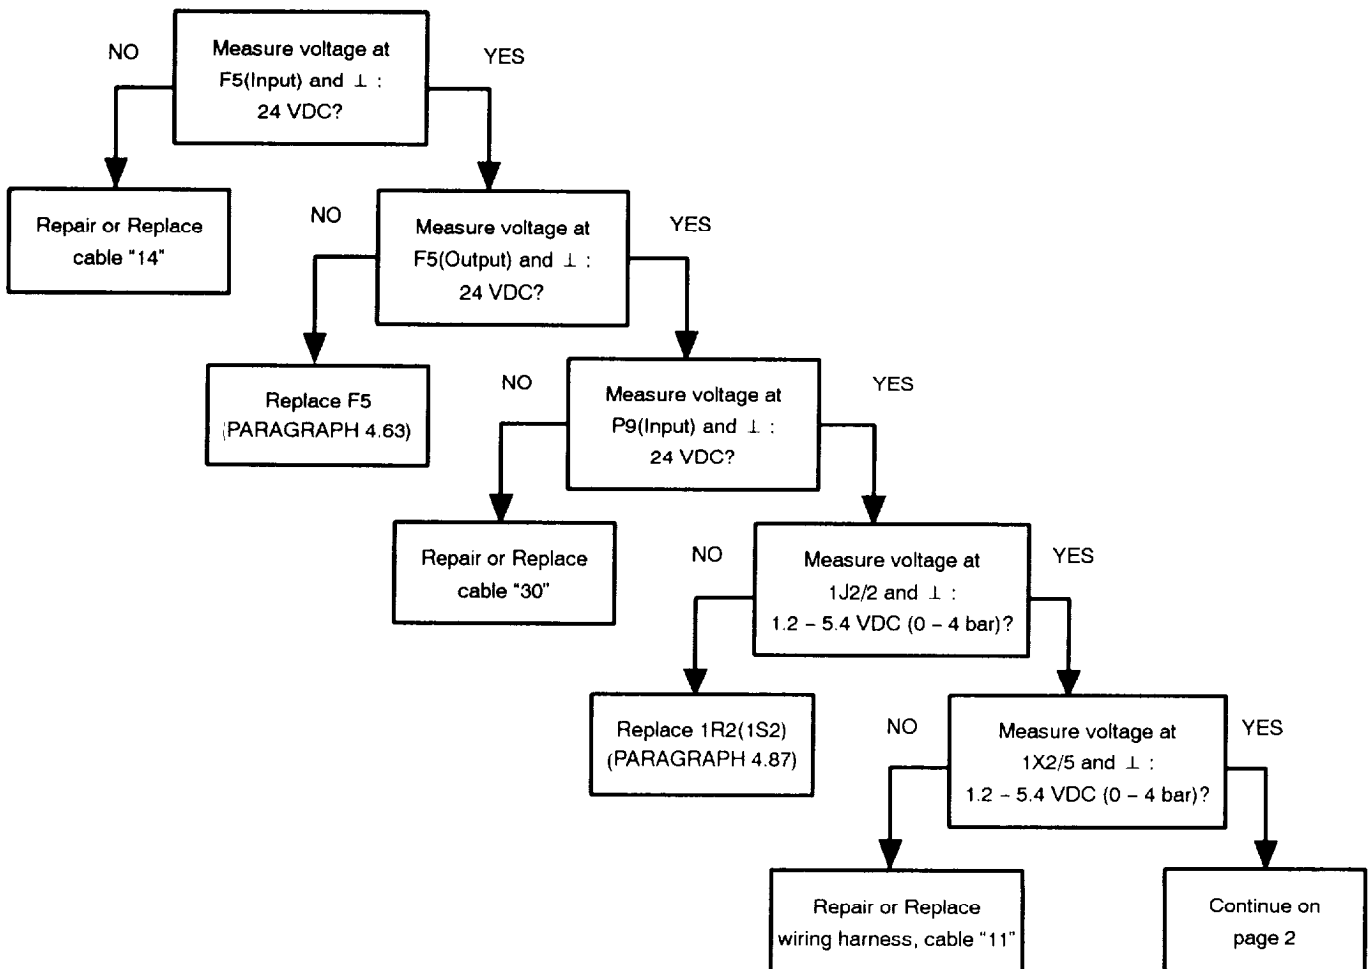 NO
Measure voltage at
F5(Input) and ⊥ :
24 VDC?
YES
Repair or Replace
cable "14"
NO
Measure voltage at
F5(Output) and ⊥ :
24 VDC?
YES
Replace F5
(PARAGRAPH 4.63)
NO
Measure voltage at
P9(Input) and ⊥ :
24 VDC?
YES
Repair or Replace
cable "30"
NO
Measure voltage at
1J2/2 and ⊥ :
1.2 – 5.4 VDC (0 – 4 bar)?
YES
Replace 1R2(1S2)
(PARAGRAPH 4.87)
NO
Measure voltage at
1X2/5 and ⊥ :
1.2 – 5.4 VDC (0 – 4 bar)?
YES
Repair or Replace
wiring harness, cable "11"
Continue on
page 2